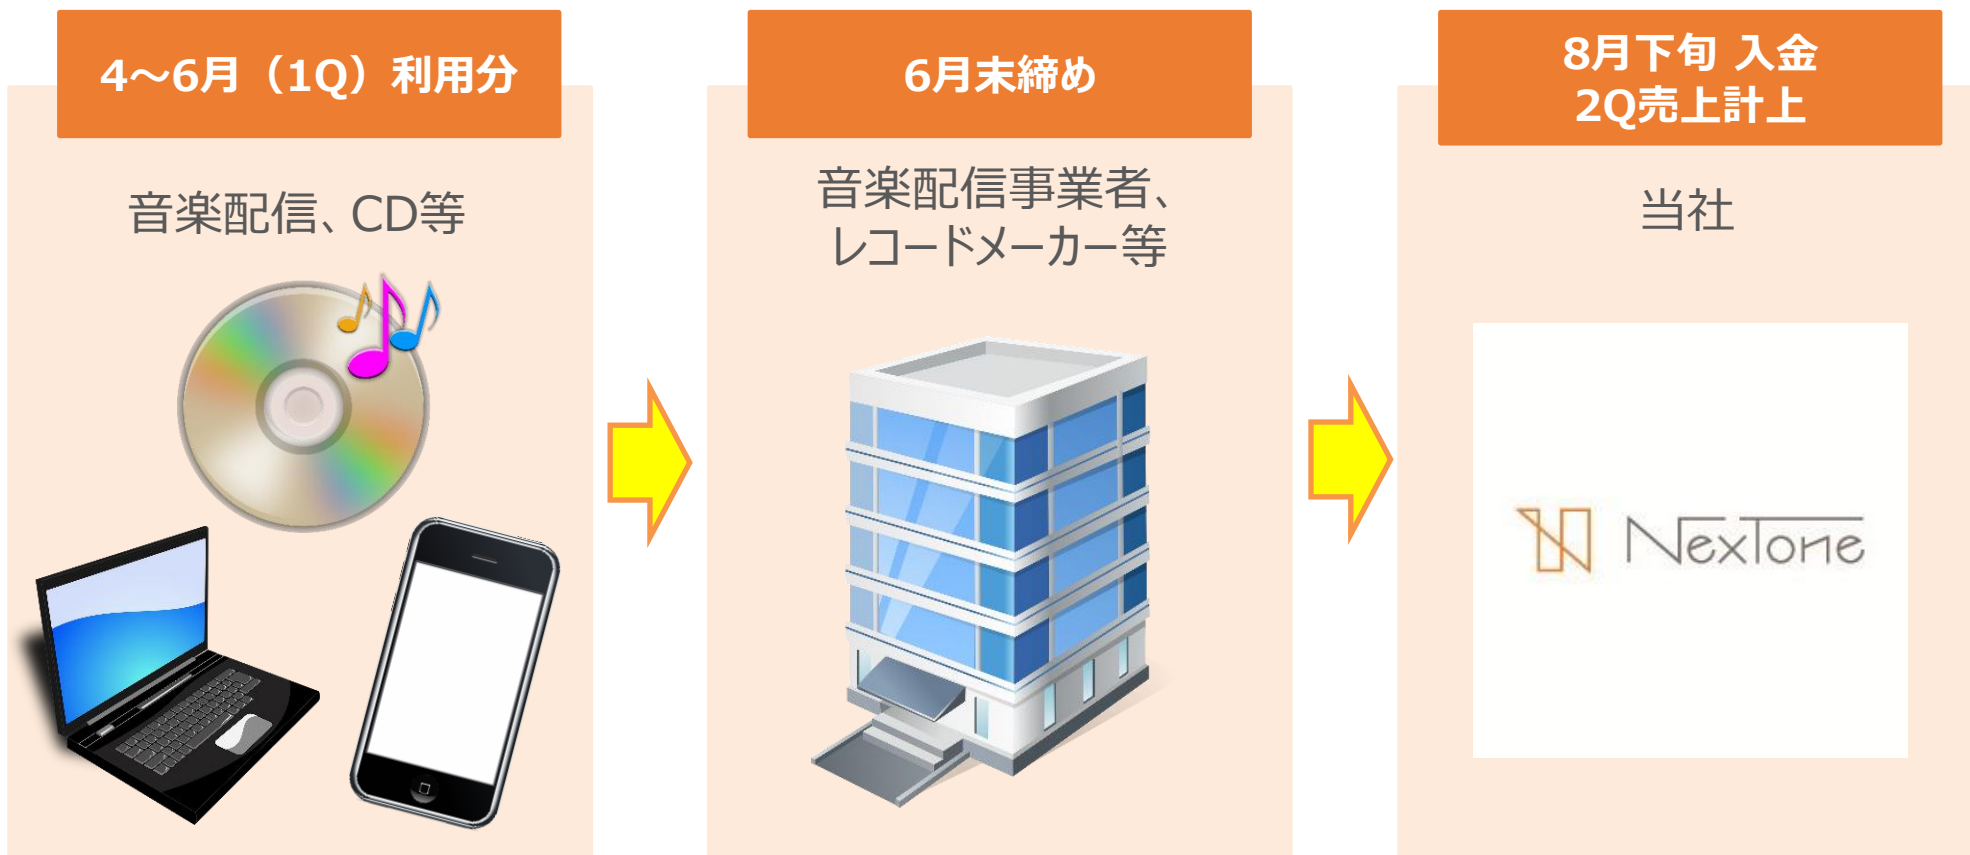 4～6月（1Q）利用分
音楽配信、CD等
6月末締め
音楽配信事業者、
レコードメーカー等
8月下旬 入金
2Q売上計上
当社
NexTone